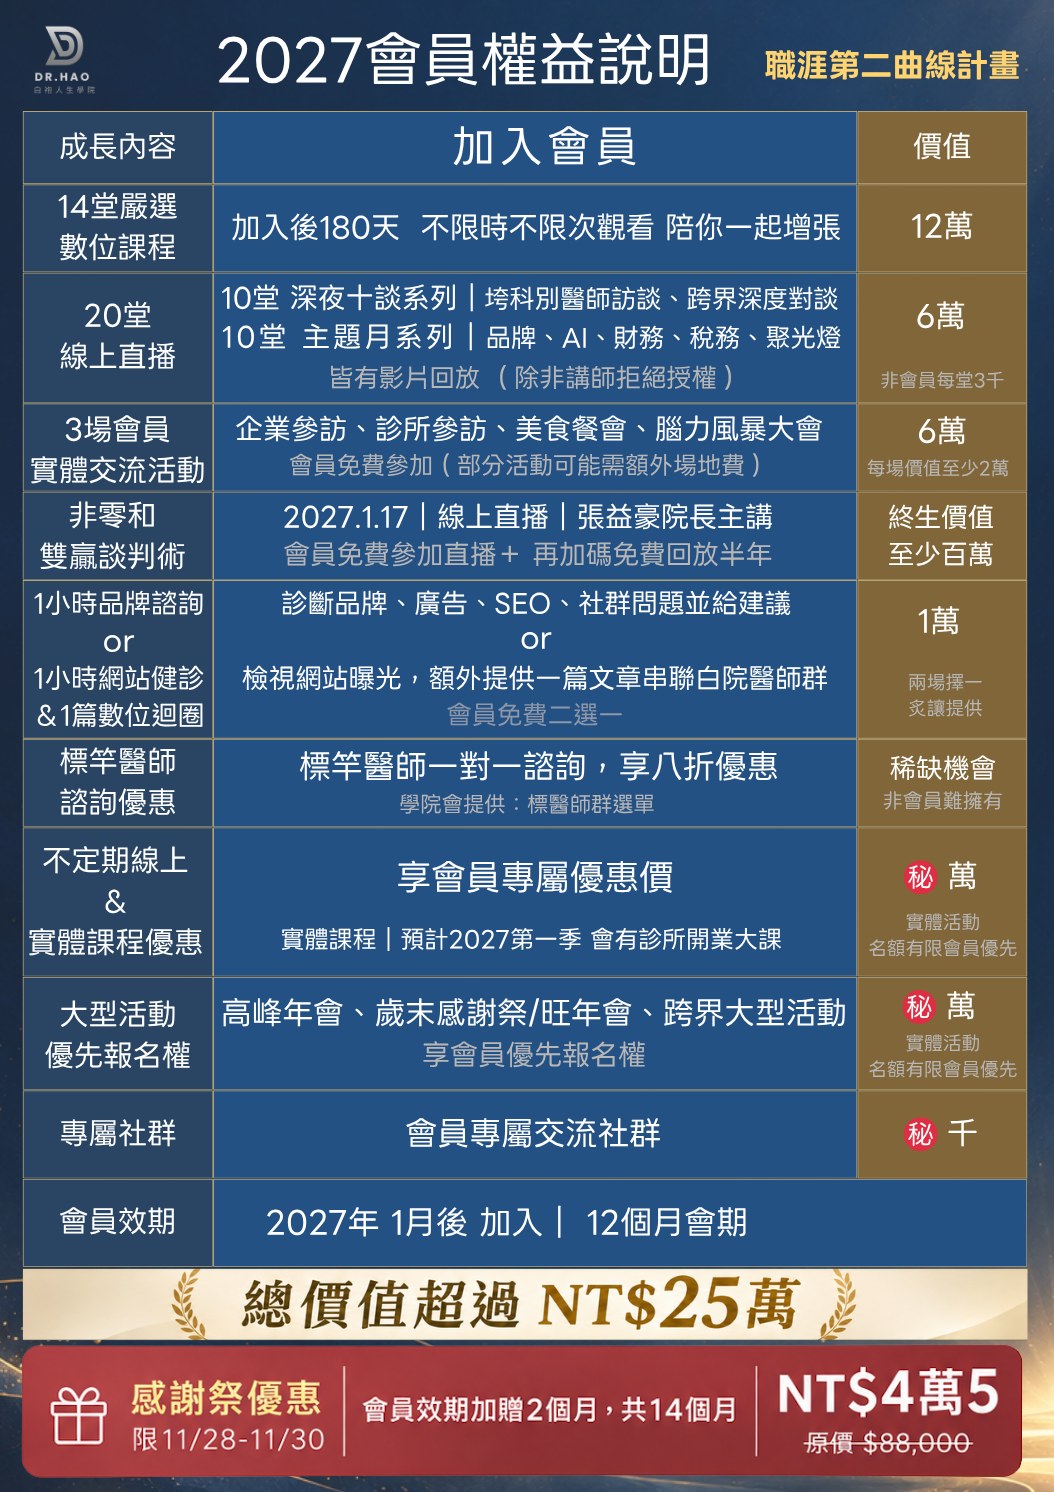 DR.HAO
白袍人生學院
2027會員權益說明
職涯第二曲線計畫
成長內容
加入會員
價值
14堂嚴選
數位課程
加入後180天 不限時不限次觀看 陪你一起增張
12萬
20堂
線上直播
10堂 深夜十談系列｜垮科別醫師訪談、跨界深度對談
10堂 主題月系列｜品牌、AI、財務、稅務、聚光燈
皆有影片回放 （除非講師拒絕授權）
6萬
非會員每堂3千
3場會員
實體交流活動
企業參訪、診所參訪、美食餐會、腦力風暴大會
會員免費參加（部分活動可能需額外場地費）
6萬
每場價值至少2萬
非零和
雙贏談判術
2027.1.17｜線上直播｜張益豪院長主講
會員免費參加直播＋ 再加碼免費回放半年
終生價值
至少百萬
1小時品牌諮詢
or
1小時網站健診
&1篇數位迴圈
診斷品牌、廣告、SEO、社群問題並給建議
or
檢視網站曝光，額外提供一篇文章串聯白院醫師群
會員免費二選一
1萬
兩場擇一
炙讓提供
標竿醫師
諮詢優惠
標竿醫師一對一諮詢，享八折優惠
學院會提供：標醫師群選單
稀缺機會
非會員難擁有
不定期線上
&
實體課程優惠
享會員專屬優惠價
實體課程｜預計2027第一季 會有診所開業大課
秘 萬
實體活動
名額有限會員優先
大型活動
優先報名權
高峰年會、歲末感謝祭/旺年會、跨界大型活動
享會員優先報名權
秘 萬
實體活動
名額有限會員優先
專屬社群
會員專屬交流社群
秘 千
會員效期
2027年 1月後 加入｜ 12個月會期
總價值超過 NT$25萬
感謝祭優惠
限11/28-11/30
會員效期加贈2個月，共14個月
NT$4萬5
原價 $88,000